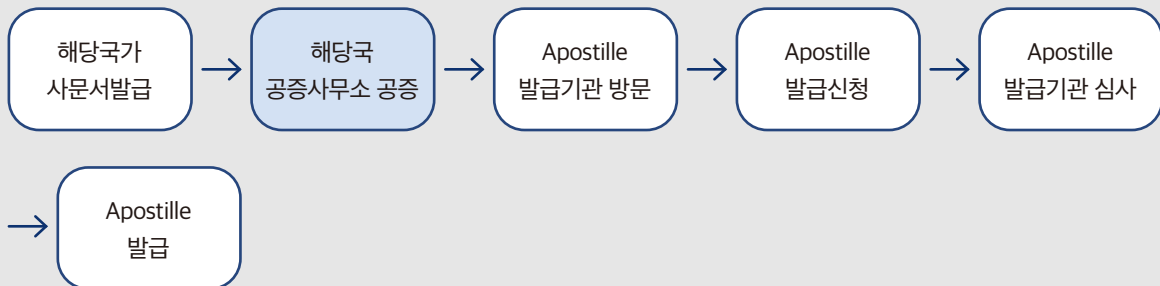 해당국가
사문서발급
해당국
공증사무소 공증
Apostille
발급기관 방문
Apostille
발급신청
Apostille
발급기관 심사
Apostille
발급